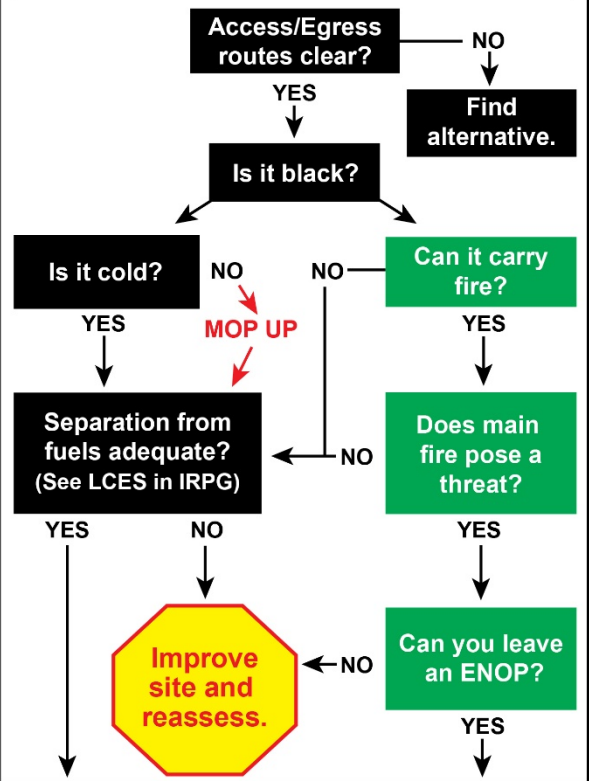 Access/Egress
routes clear?
NO
YES
Find
alternative.
Is it black?
Is it cold?
NO
NO
Can it carry
fire?
YES
MOP UP
YES
Separation from
fuels adequate?
(See LCES in IRPG)
NO
Does main
fire pose a
threat?
YES
NO
YES
Improve
site and
reassess.
NO
Can you leave
an ENOP?
YES